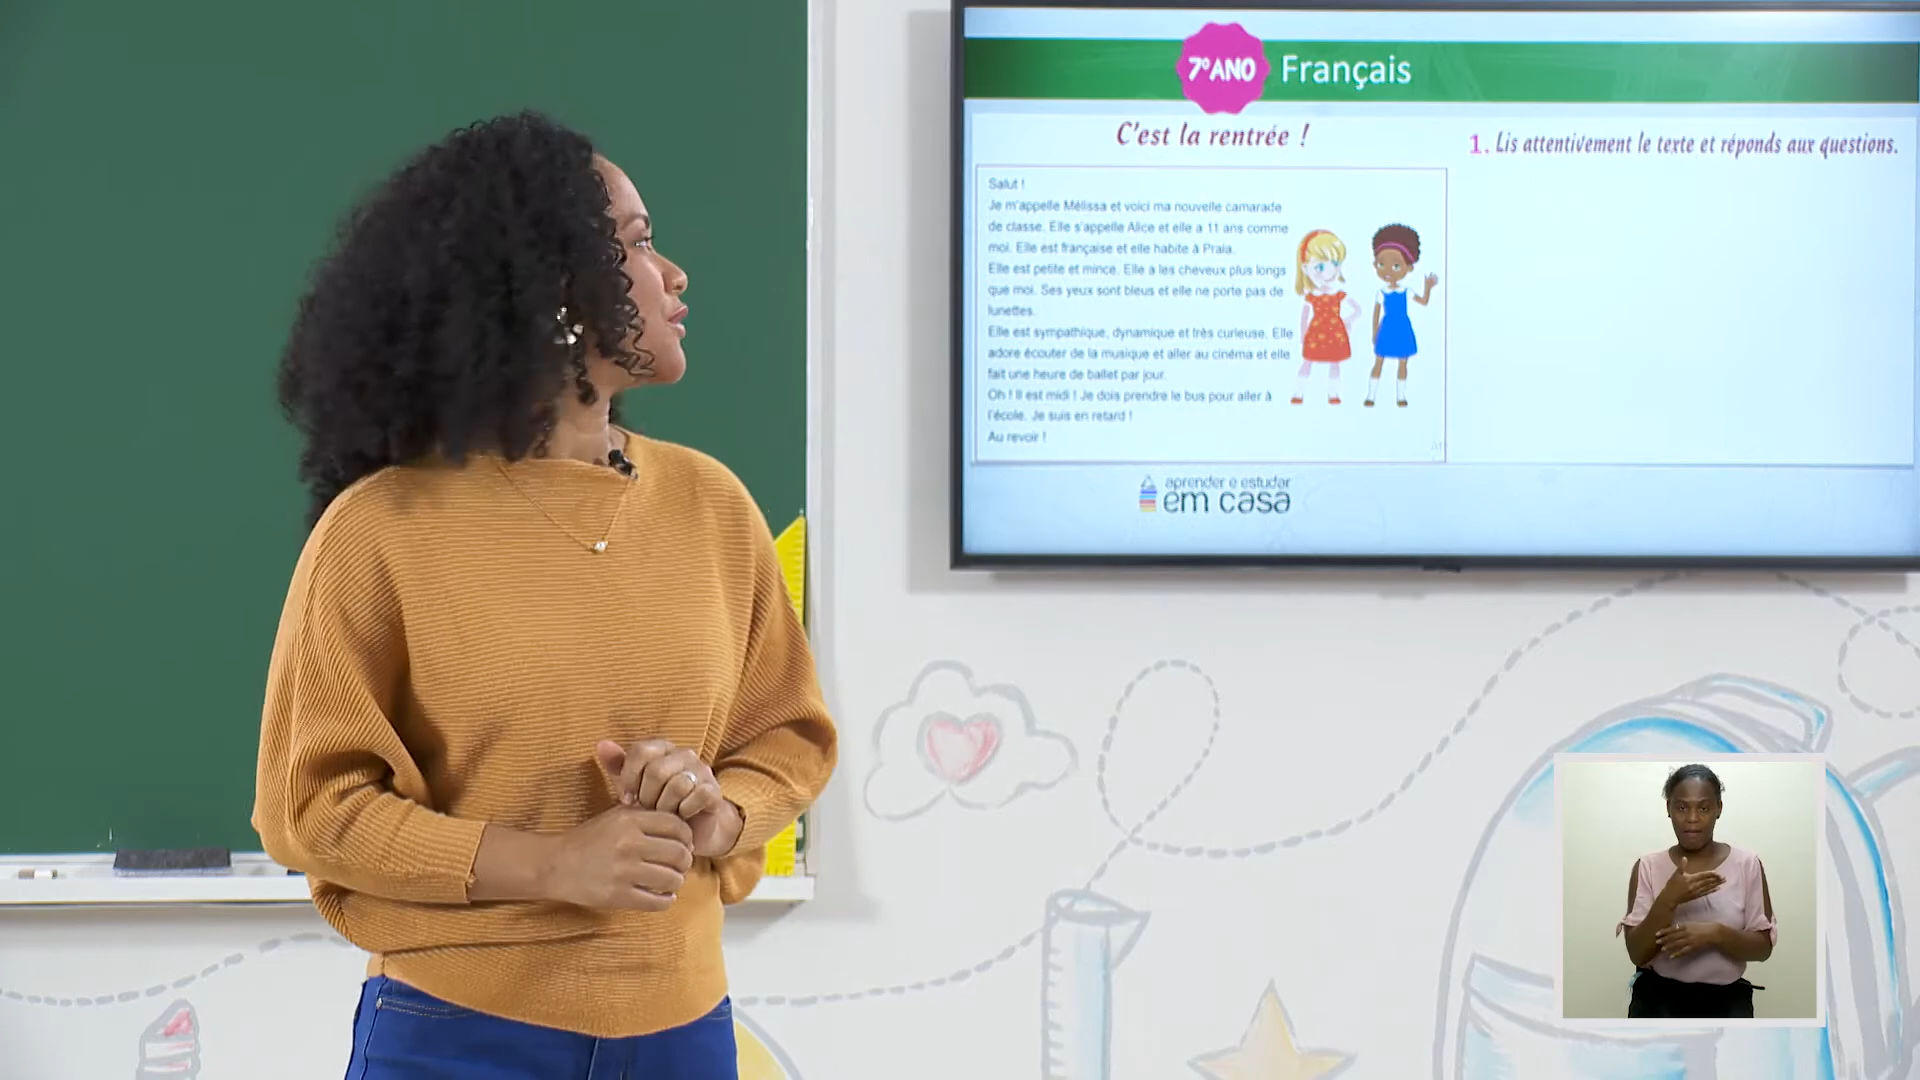 7ºANO Français
C'est la rentrée !
Salut !
Je m'appelle Mélissa et voici ma nouvelle camarade
de classe. Elle s'appelle Alice et elle a 11 ans comme
moi. Elle est française et elle habite à Praia.
Elle est petite et mince. Elle a les cheveux plus longs
que moi. Ses yeux sont bleus et elle ne porte pas de
lunettes.
Elle est sympathique, dynamique et très curieuse. Elle
adore écouter de la musique et aller au cinéma et elle
fait une heure de ballet par jour.
Oh ! Il est midi ! Je dois prendre le bus pour aller à
l'école. Je suis en retard !
Au revoir !
1. Lis attentivement le texte et réponds aux questions.
aprender e estudar
em casa